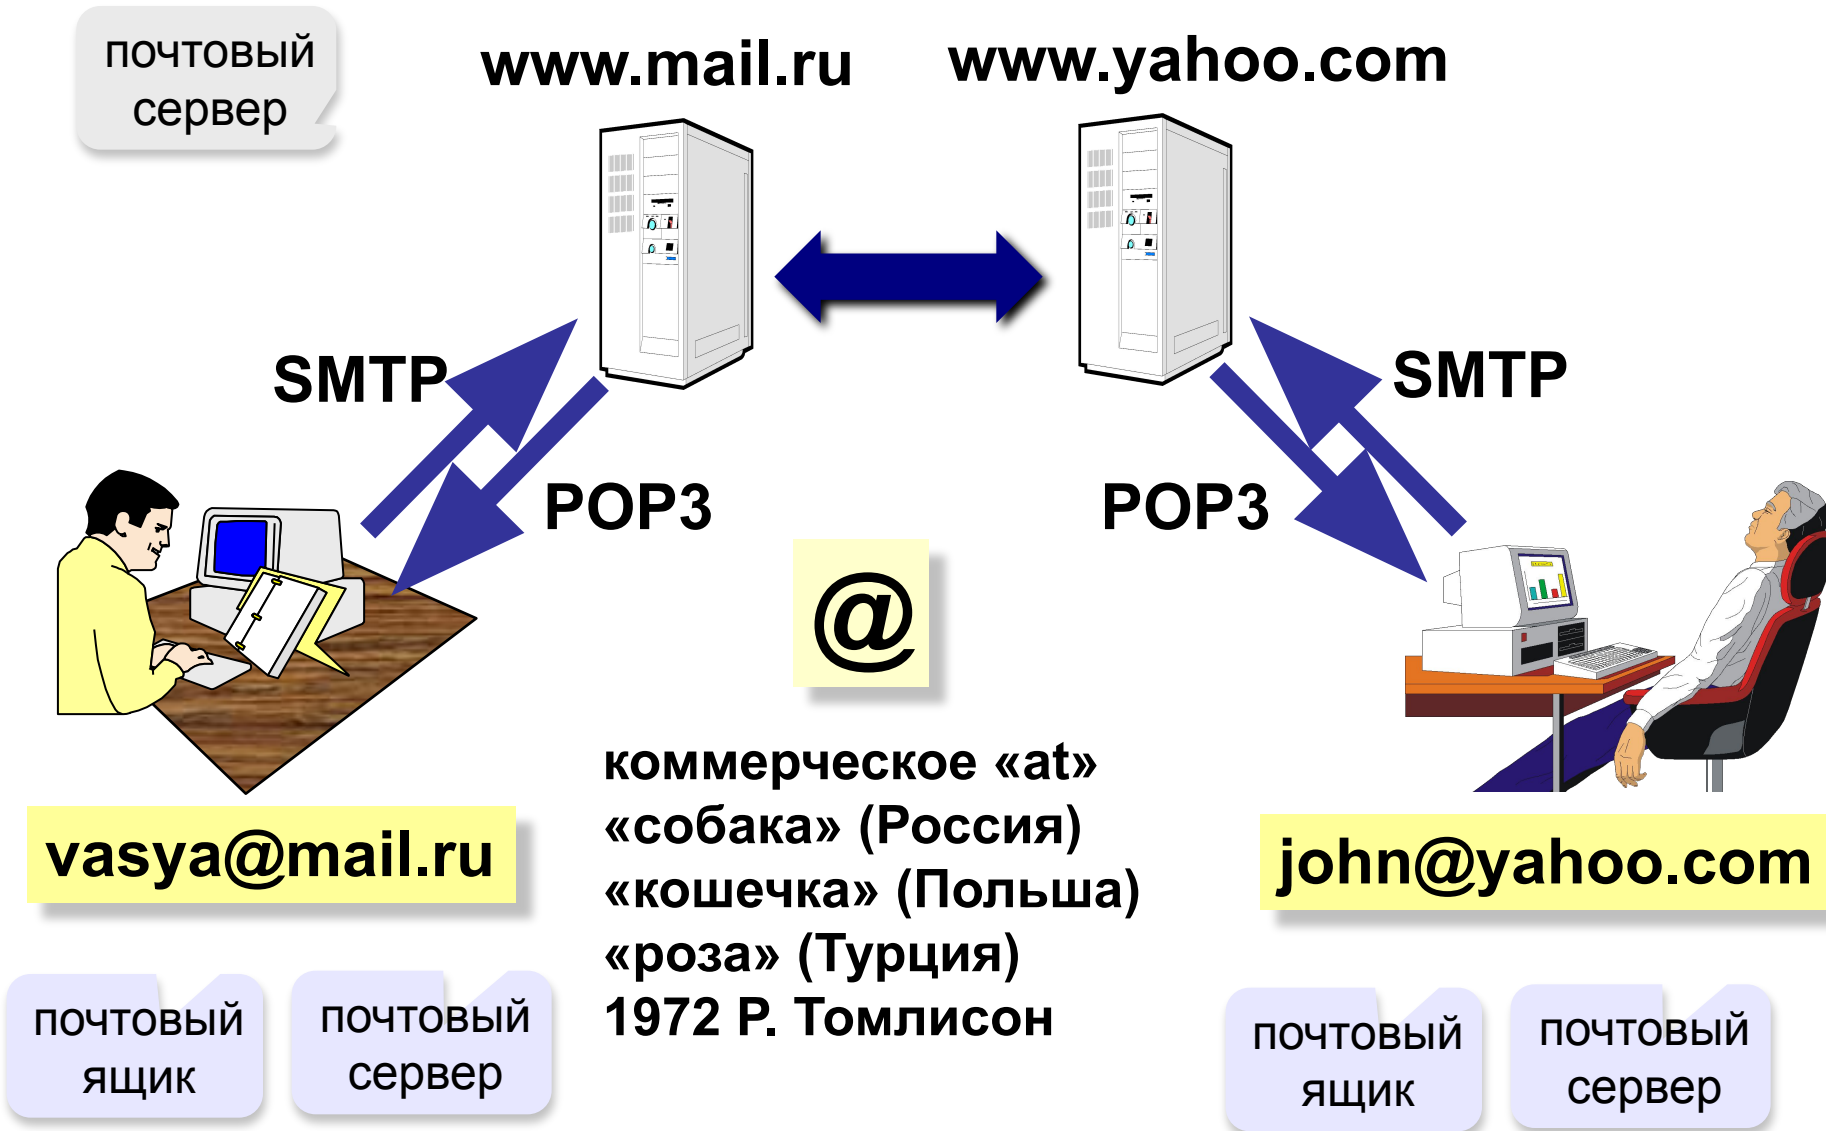 почтовый
сервер
www.mail.ru
www.yahoo.com
SMTP
SMTP
POP3
POP3
@
коммерческое «at»
«собака» (Россия)
«кошечка» (Польша)
«роза» (Турция)
1972 Р. Томлисон
vasya@mail.ru
john@yahoo.com
почтовый
ящик
почтовый
сервер
почтовый
ящик
почтовый
сервер